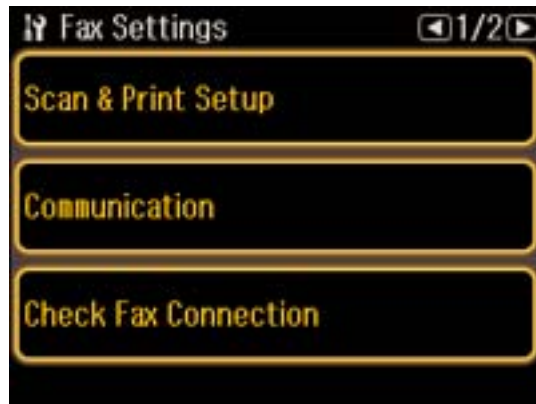 Fax Settings 1/2
Scan & Print Setup
Communication
Check Fax Connection